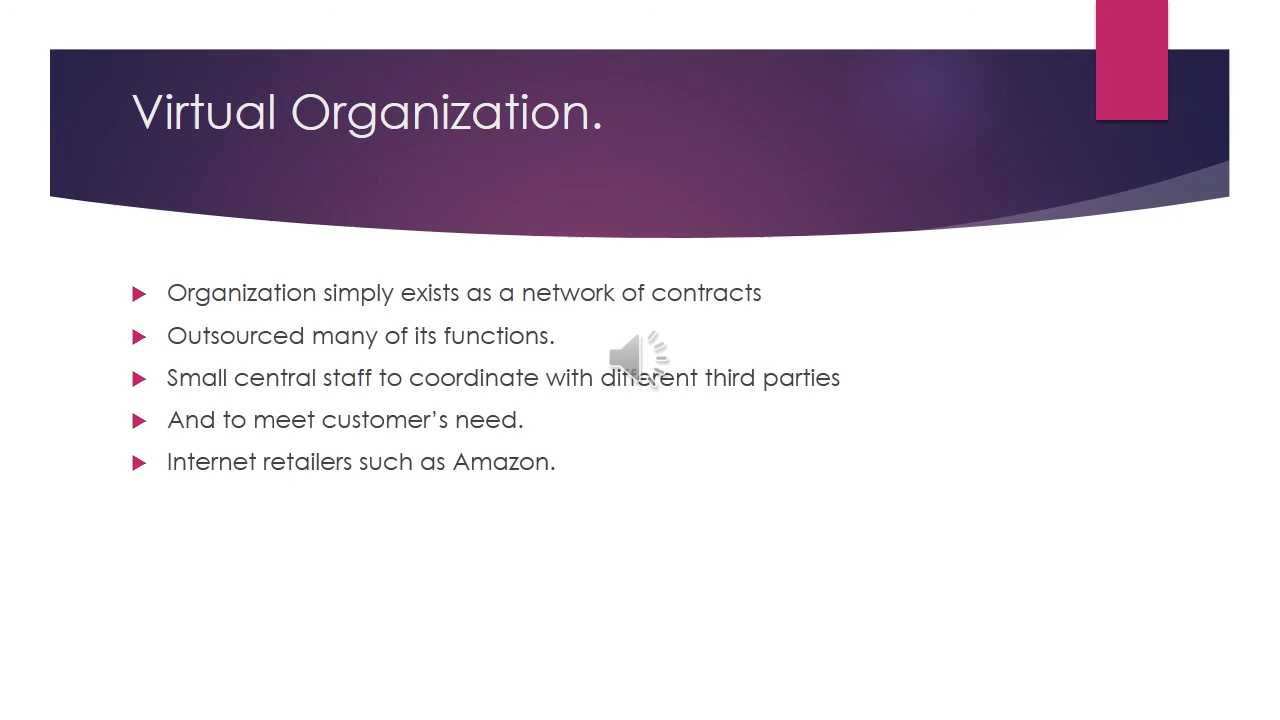 Virtual Organization.
Organization simply exists as a network of contracts
Outsourced many of its functions.
Small central staff to coordinate with different third parties
And to meet customer’s need.
Internet retailers such as Amazon.